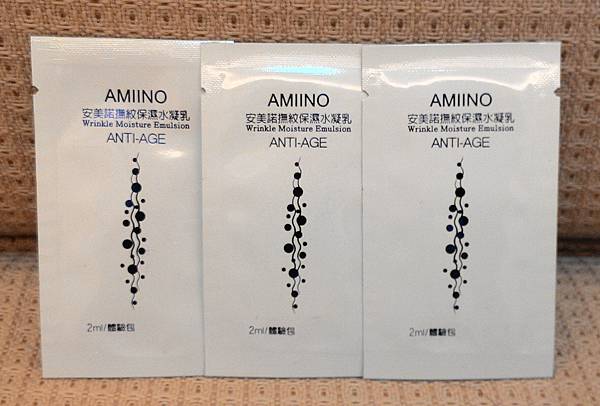 AMIINO
安美諾撫紋保濕水凝乳
Wrinkle Moisture Emulsion
ANTI-AGE
2ml/體驗包
AMIINO
安美諾撫紋保濕水凝乳
Wrinkle Moisture Emulsion
ANTI-AGE
2ml/體驗包
AMIINO
安美諾撫紋保濕水凝乳
Wrinkle Moisture Emulsion
ANTI-AGE
2ml/體驗包